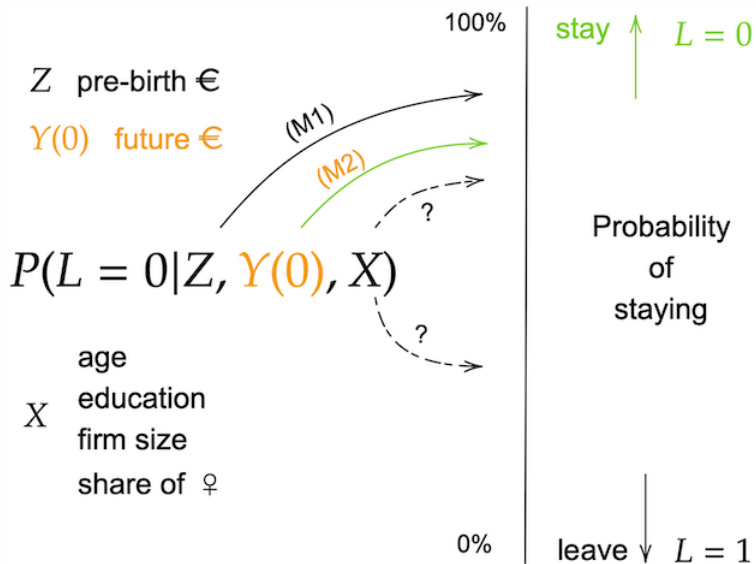 100%
stay L = 0
Z pre-birth €
Y(0) future €
(M1)
(M2)
?
P(L = 0|Z, Y(0), X)
Probability
of
staying
?
X
age
education
firm size
share of ♀
0%
leave L = 1